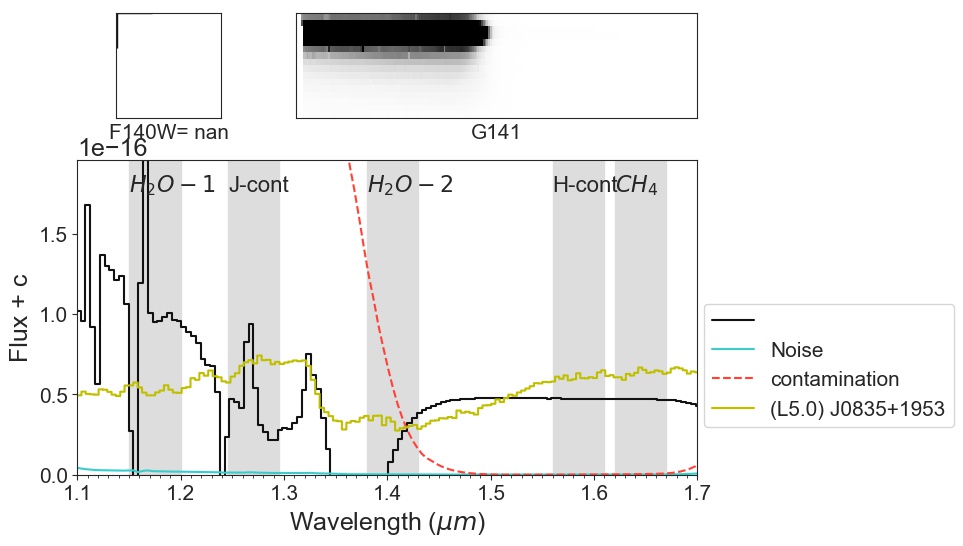 F140W= nan
G141
1e−16
H₂O − 1 J-cont H₂O − 2 H-cont CH₄
1.5
1.0
0.5
0.0
Flux + c
1.1 1.2 1.3 1.4 1.5 1.6 1.7
Wavelength (μm)
Noise
contamination
(L5.0) J0835+1953